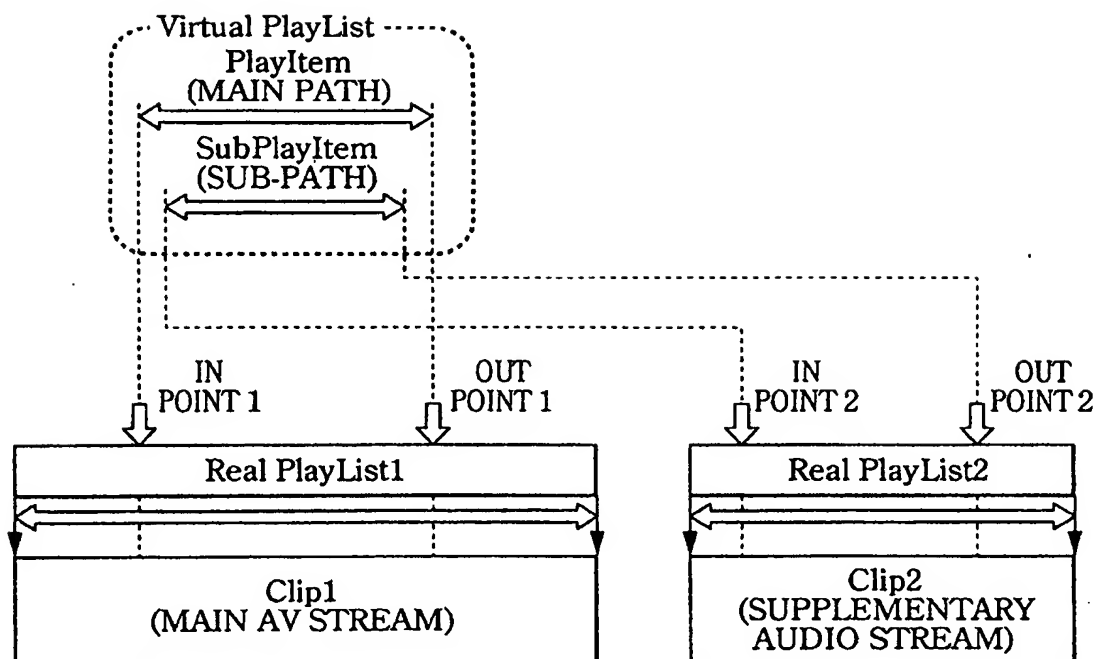 Virtual PlayList
PlayItem
(MAIN PATH)
SubPlayItem
(SUB-PATH)
IN
POINT 1
OUT
POINT 1
IN
POINT 2
OUT
POINT 2
Real PlayList1
Real PlayList2
Clip1
(MAIN AV STREAM)
Clip2
(SUPPLEMENTARY
AUDIO STREAM)